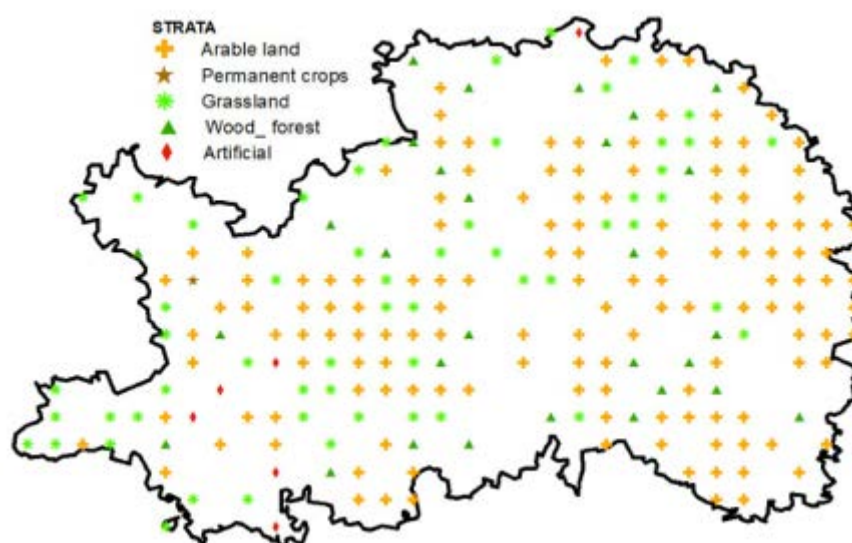 STRATA
Arable land
Permanent crops
Grassland
Wood_ forest
Artificial